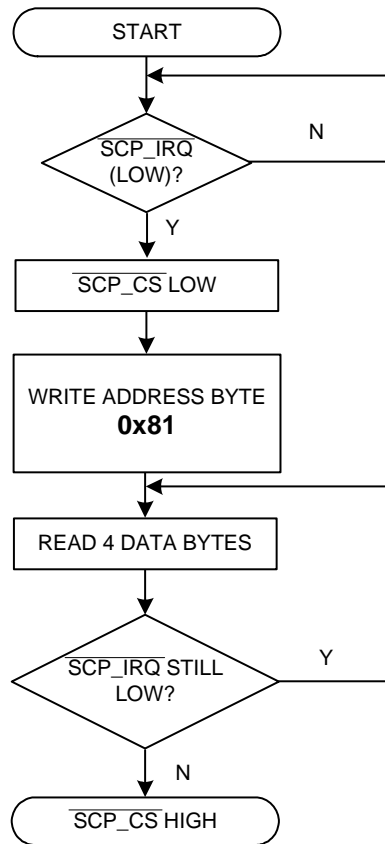 START
SCP_IRQ
(LOW)?
N
Y
SCP_CS LOW
WRITE ADDRESS BYTE
0x81
READ 4 DATA BYTES
SCP_IRQ STILL
LOW?
Y
N
SCP_CS HIGH